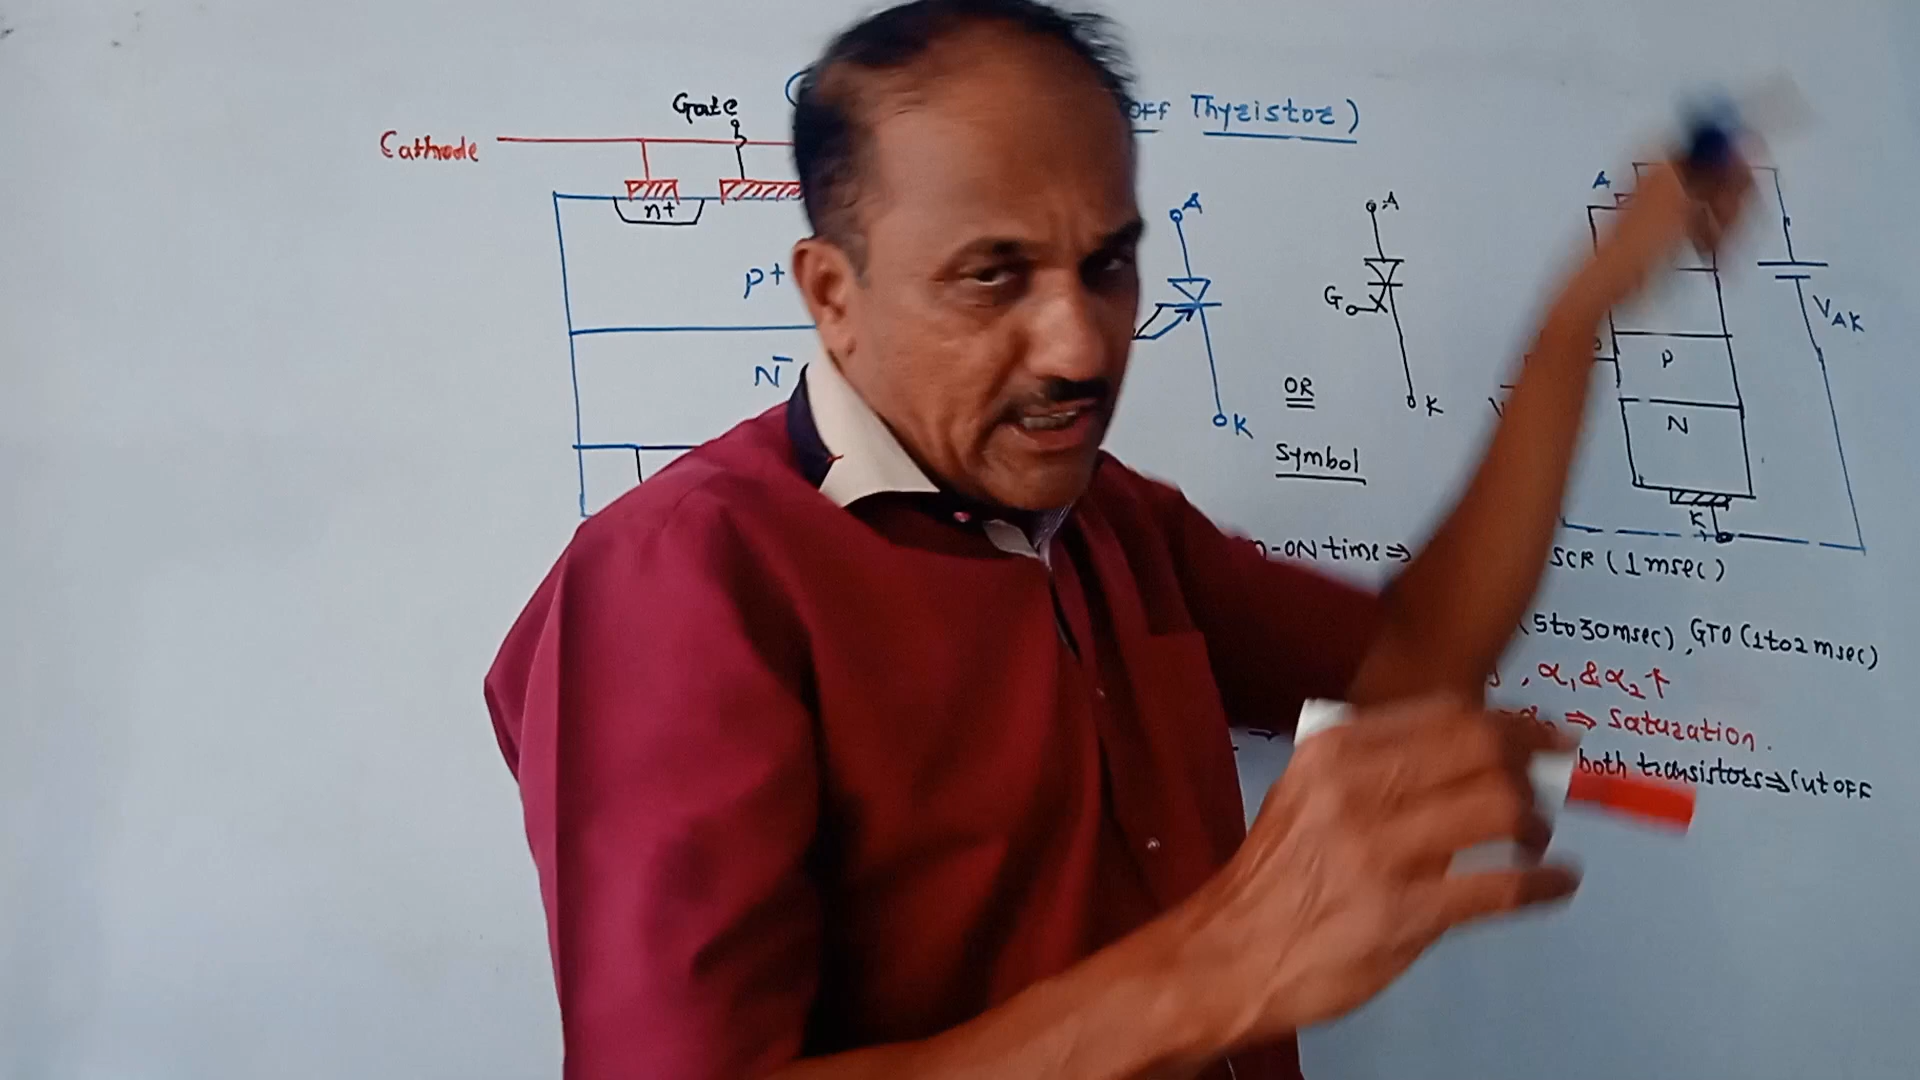 Gate
Cathode
OFF Thyristor)
n+
p+
N-
A
K
A
G
K
OR
Symbol
A
VAK
P
N
K
-ON time ⇒
SCR (1 msec)
(5 to 30 msec), GTO (1 to 2 msec)
, α1 & α2 ↑
⇒ Saturation.
both transistors ⇒ Cut OFF